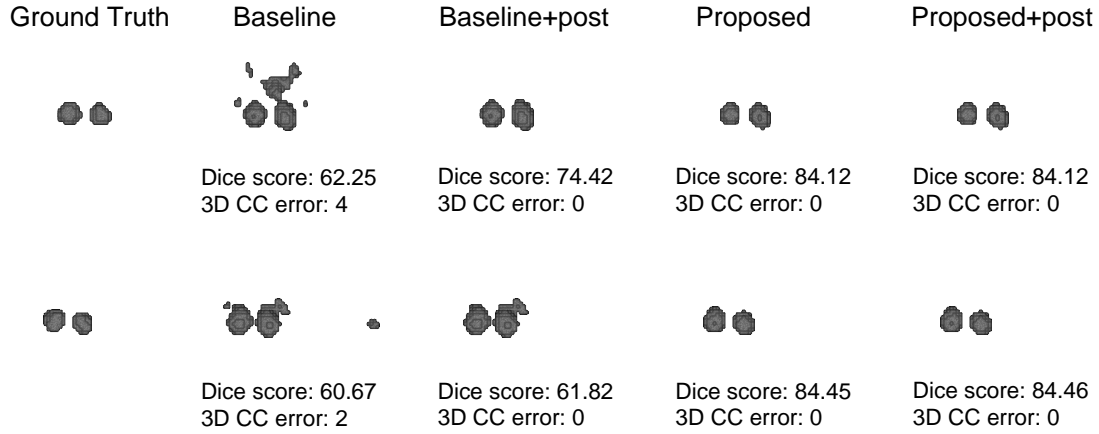 Ground Truth Baseline Baseline+post Proposed Proposed+post
Dice score: 62.25 Dice score: 74.42 Dice score: 84.12 Dice score: 84.12
3D CC error: 4 3D CC error: 0 3D CC error: 0 3D CC error: 0
Dice score: 60.67 Dice score: 61.82 Dice score: 84.45 Dice score: 84.46
3D CC error: 2 3D CC error: 0 3D CC error: 0 3D CC error: 0